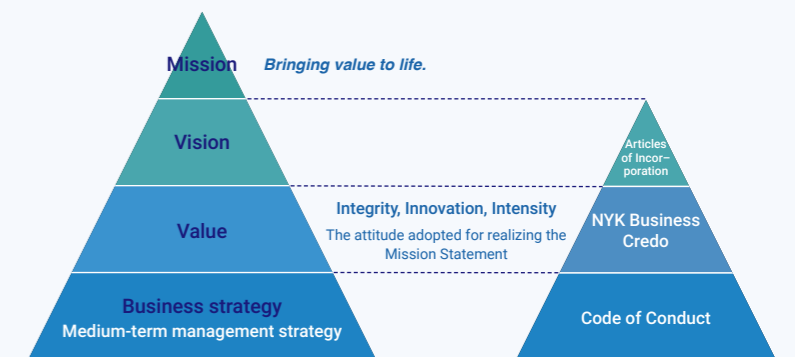 Mission
Bringing value to life.
Vision
Articles
of Incor–
poration
Value
Integrity, Innovation, Intensity
The attitude adopted for realizing the
Mission Statement
NYK Business
Credo
Business strategy
Medium-term management strategy
Code of Conduct